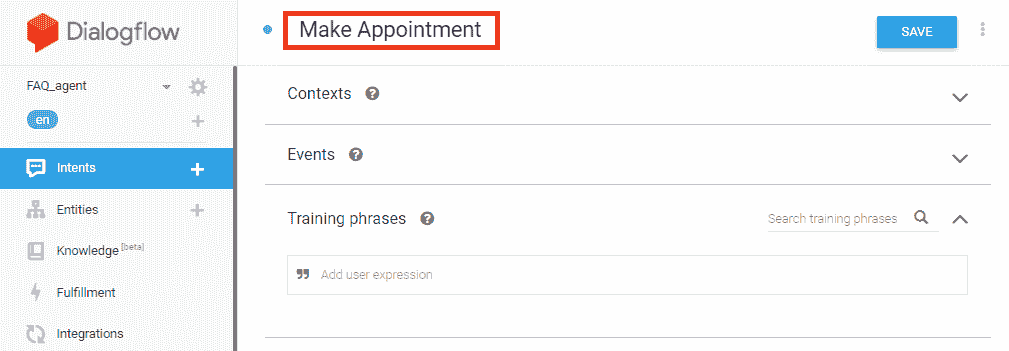 Dialogflow
Make Appointment
SAVE
FAQ_agent
en
Contexts
Events
Intents
Entities
Knowledge [beta]
Fulfillment
Integrations
Training phrases
Search training phrases
Add user expression